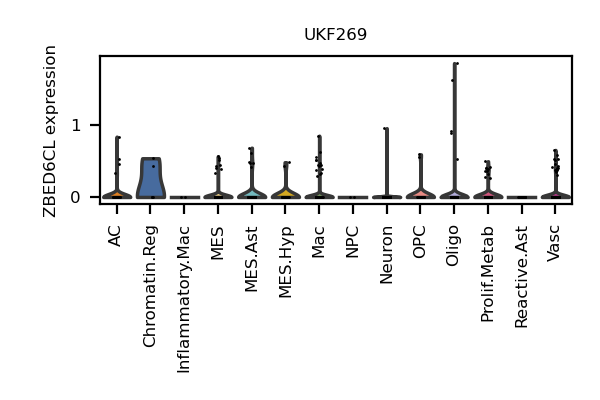 UKF269
ZBED6CL expression
1
0
AC
Chromatin.Reg
Inflammatory.Mac
MES
MES.Ast
MES.Hyp
Mac
NPC
Neuron
OPC
Oligo
Prolif.Metab
Reactive.Ast
Vasc